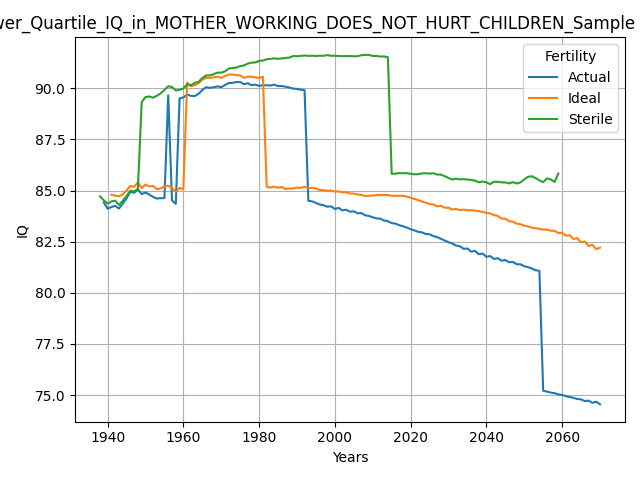 wer_Quartile_IQ_in_MOTHER_WORKING_DOES_NOT_HURT_CHILDREN_Sample
Fertility
Actual
Ideal
Sterile
90.0
87.5
85.0
82.5
80.0
77.5
75.0
IQ
1940 1960 1980 2000 2020 2040 2060
Years